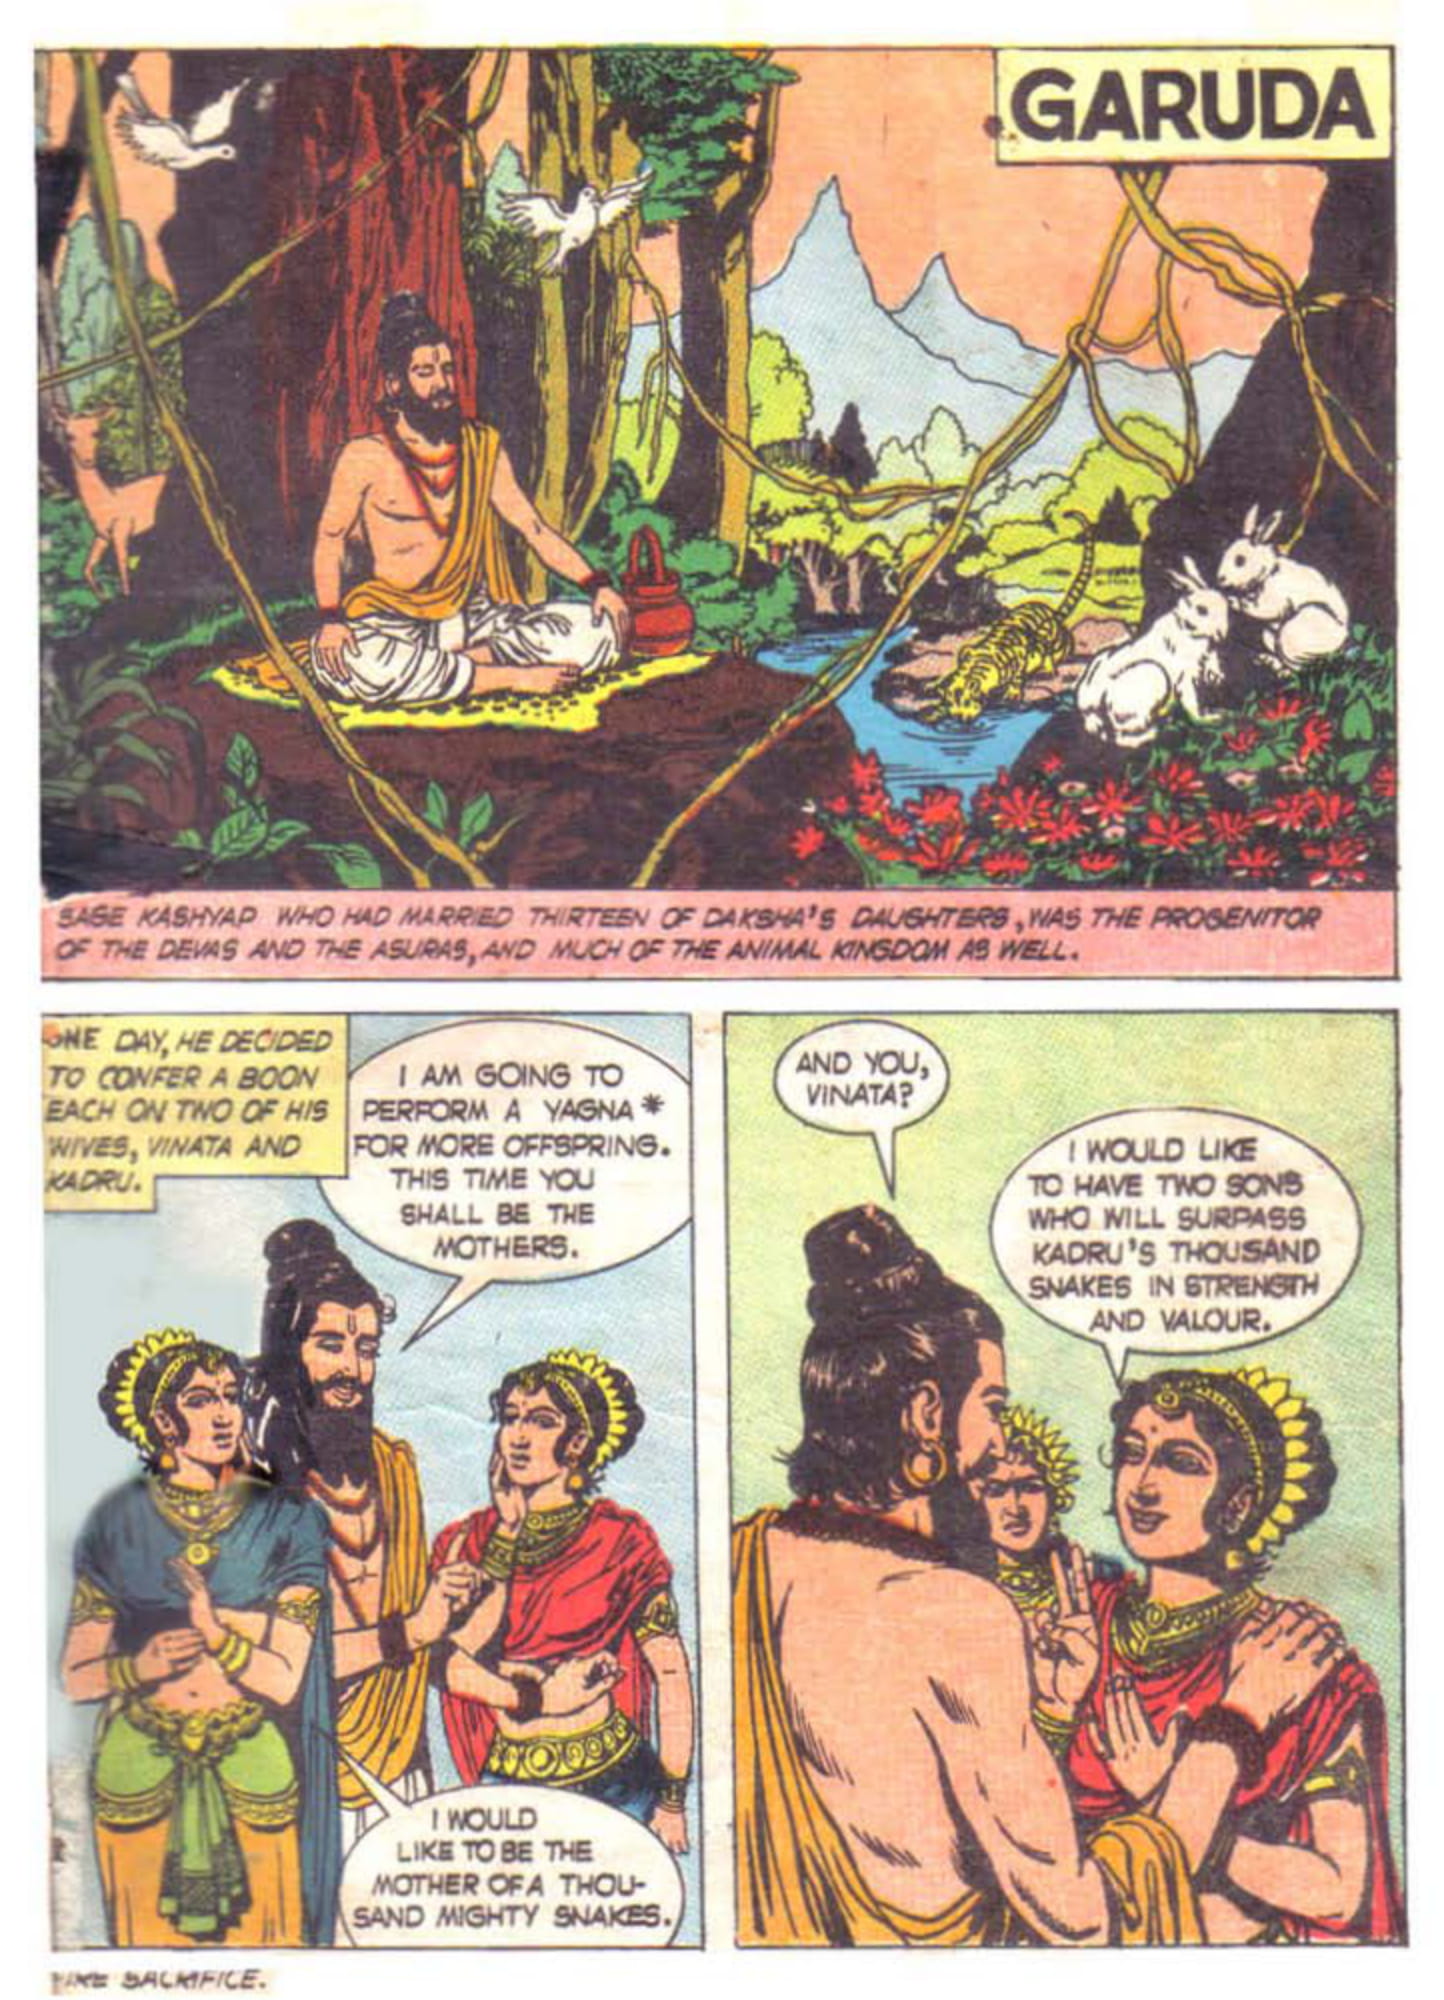 GARUDA
SAGE KASHYAP WHO HAD MARRIED THIRTEEN OF DAKSHA'S DAUGHTERS, WAS THE PROGENITOR
OF THE DEVAS AND THE ASURAS, AND MUCH OF THE ANIMAL KINGDOM AS WELL.
ONE DAY, HE DECIDED
TO CONFER A BOON
EACH ON TWO OF HIS
WIVES, VINATA AND
KADRU.
I AM GOING TO
PERFORM A YAGNA *
FOR MORE OFFSPRING.
THIS TIME YOU
SHALL BE THE
MOTHERS.
I WOULD
LIKE TO BE THE
MOTHER OF A THOU-
SAND MIGHTY SNAKES.
AND YOU,
VINATA?
I WOULD LIKE
TO HAVE TWO SONS
WHO WILL SURPASS
KADRU'S THOUSAND
SNAKES IN STRENGTH
AND VALOUR.
FIRE SACRIFICE.